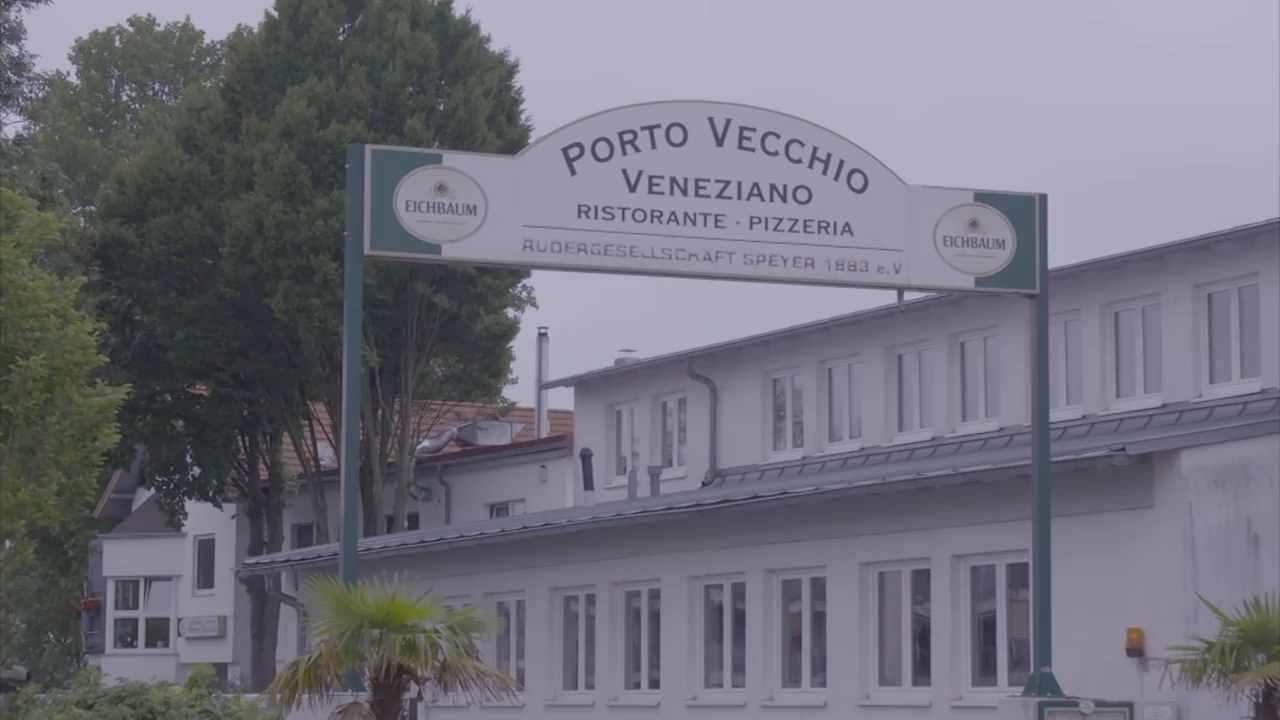 PORTO VECCHIO
VENEZIANO
RISTORANTE · PIZZERIA
RUDERGESELLSCHAFT SPEYER 1883 e.V
EICHBAUM
EICHBAUM